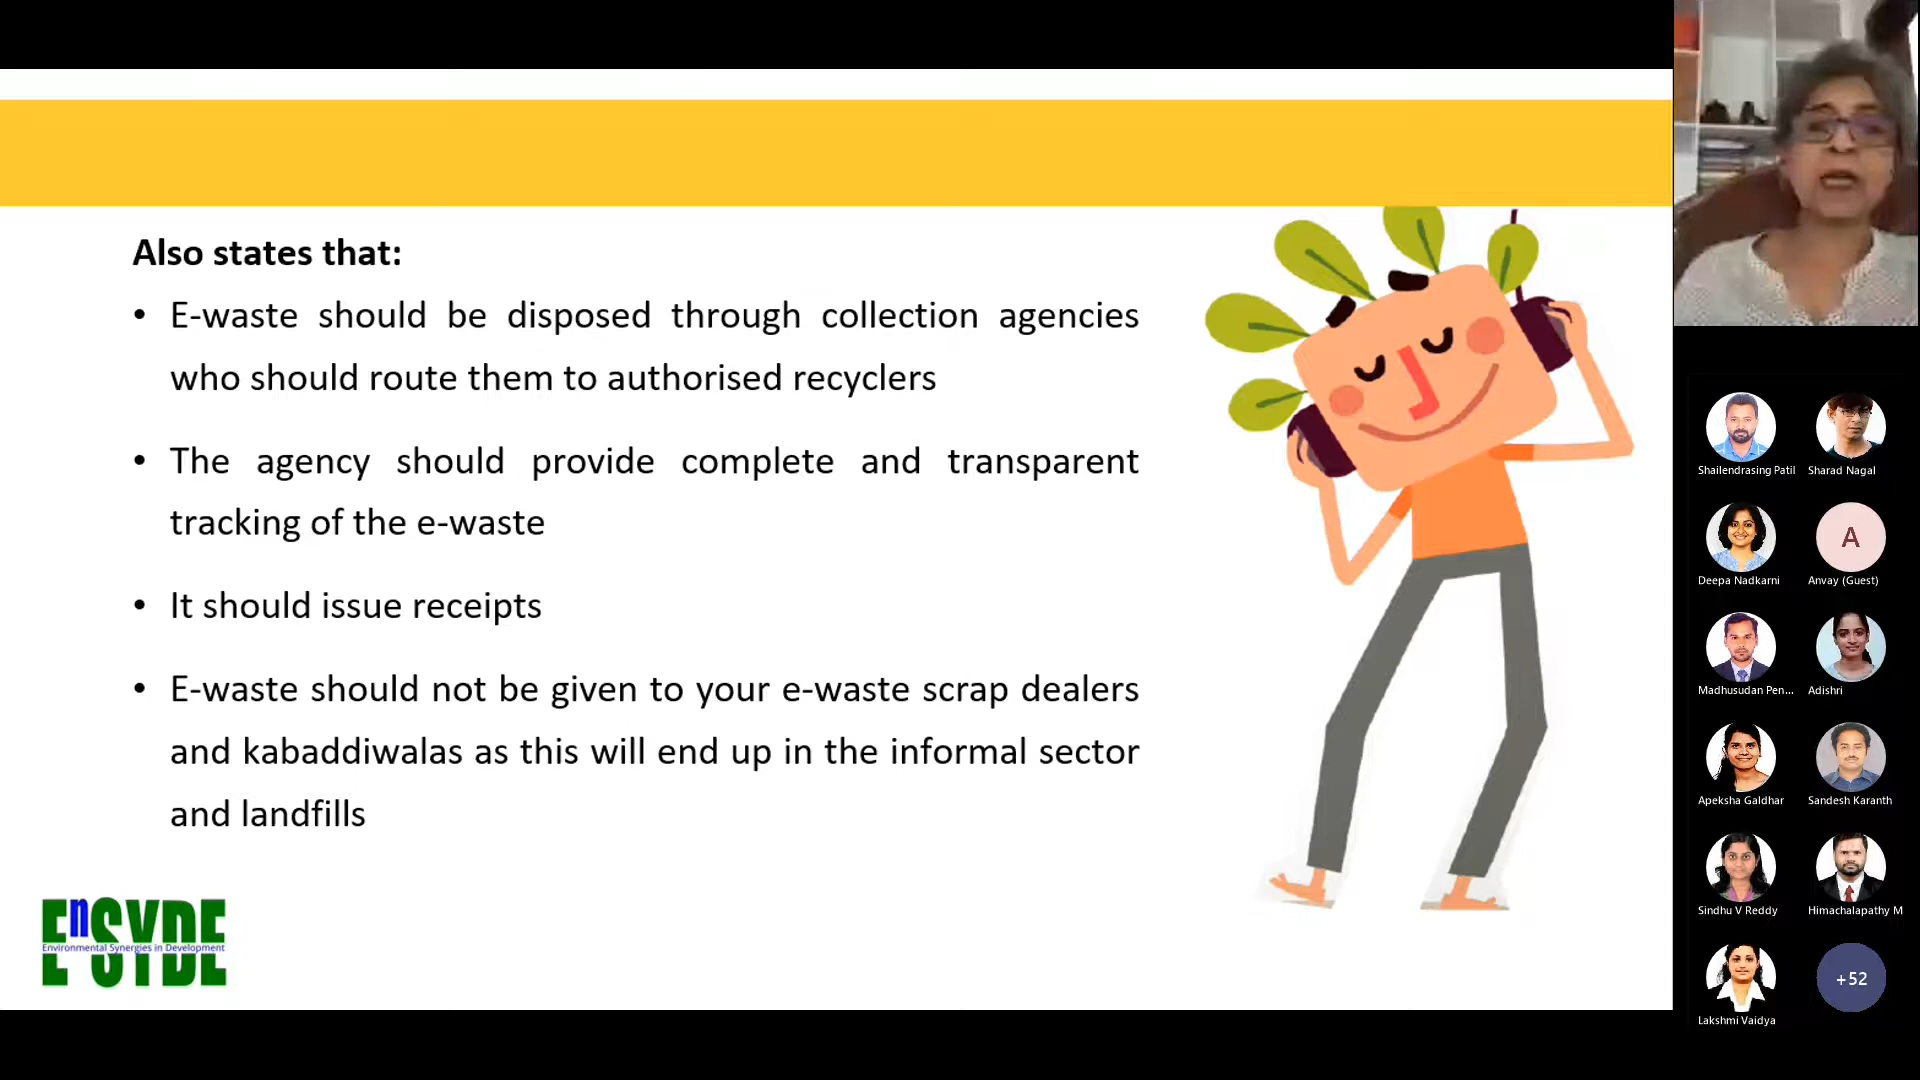 Also states that:
• E-waste should be disposed through collection agencies
who should route them to authorised recyclers
• The agency should provide complete and transparent
tracking of the e-waste
• It should issue receipts
• E-waste should not be given to your e-waste scrap dealers
and kabaddiwalas as this will end up in the informal sector
and landfills
EnSYDE
Environmental Synergies in Development
Shailendrasing Patil
Sharad Nagal
A
Deepa Nadkarni
Anvay (Guest)
Madhusudan Pen...
Adishri
Apeksha Galdhar
Sandesh Karanth
Sindhu V Reddy
Himachalapathy M
+52
Lakshmi Vaidya